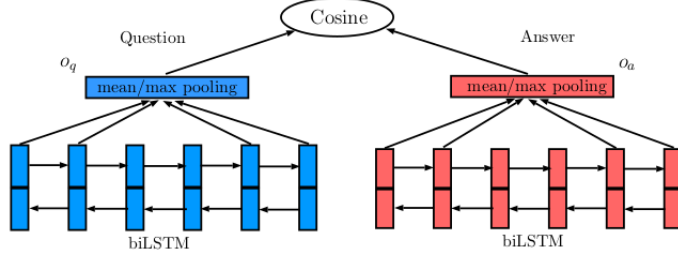 Cosine
Question
Answer
o_q
o_a
mean/max pooling
mean/max pooling
biLSTM
biLSTM